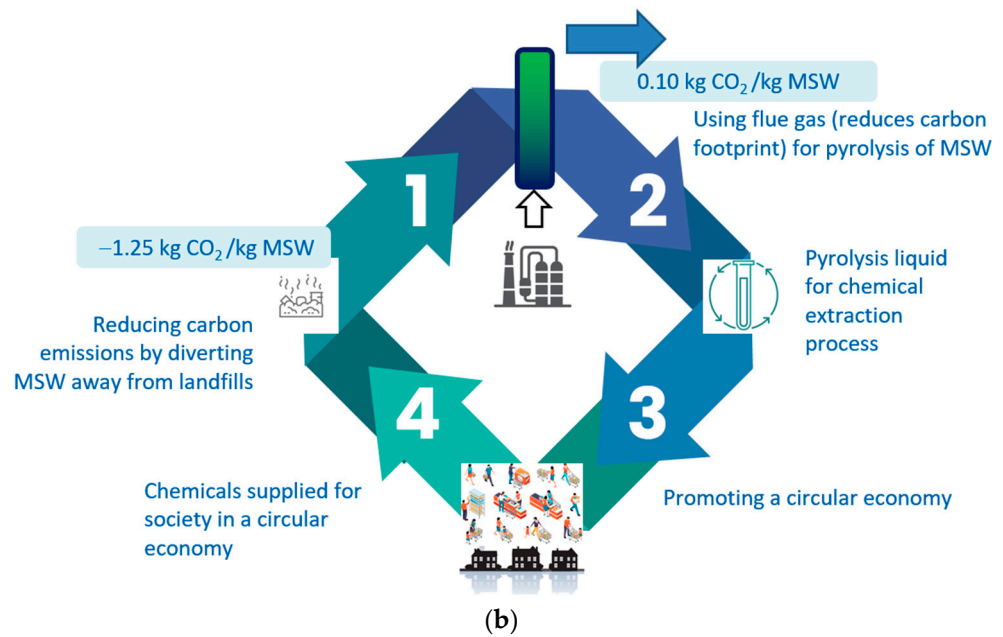 0.10 kg CO₂/kg MSW
Using flue gas (reduces carbon
footprint) for pyrolysis of MSW
1
2
−1.25 kg CO₂/kg MSW
Pyrolysis liquid
for chemical
extraction
process
Reducing carbon
emissions by diverting
MSW away from landfills
4
3
Chemicals supplied for
society in a circular
economy
Promoting a circular economy
(b)